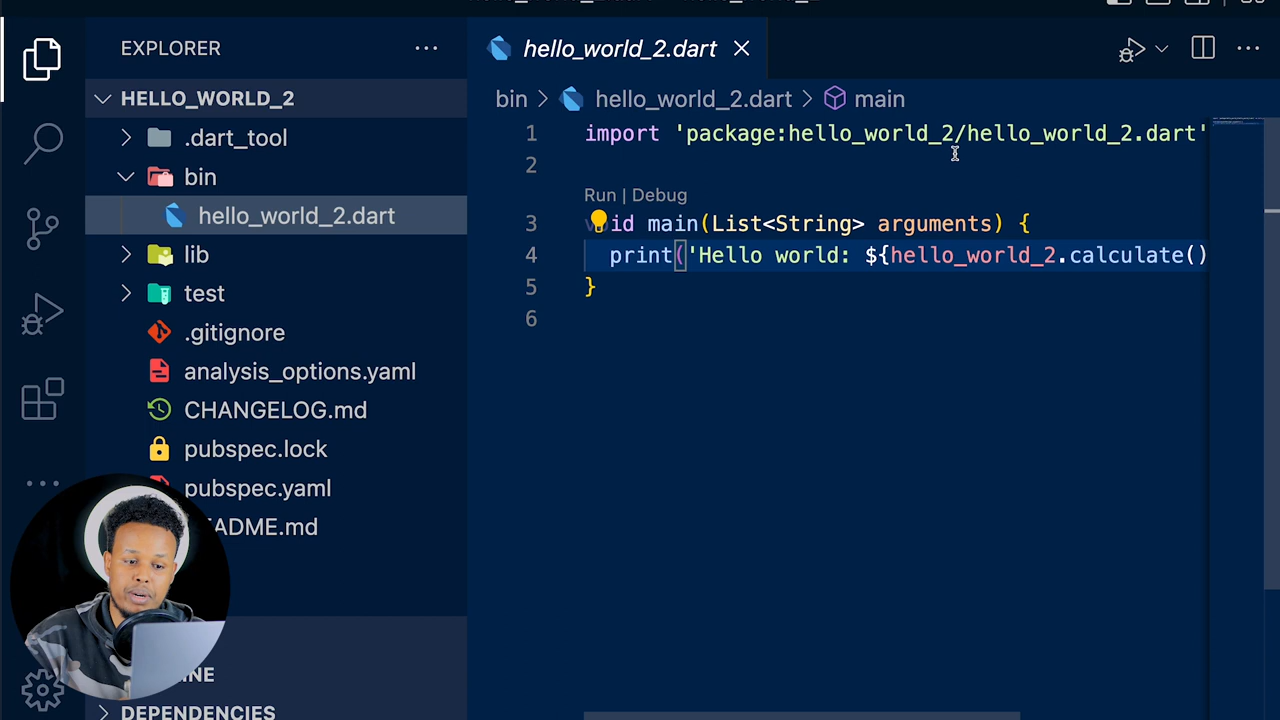 EXPLORER
HELLO_WORLD_2
.dart_tool
bin
hello_world_2.dart
lib
test
.gitignore
analysis_options.yaml
CHANGELOG.md
pubspec.lock
pubspec.yaml
ADME.md
INE
DEPENDENCIES
hello_world_2.dart
bin > hello_world_2.dart > main
1 import 'package:hello_world_2/hello_world_2.dart'
2
Run | Debug
3 id main(List<String> arguments) {
4 print('Hello world: ${hello_world_2.calculate()
5 }
6